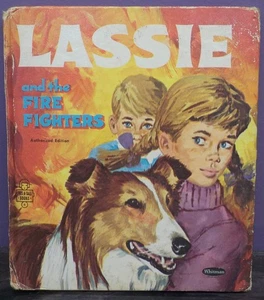 LASSIE
and the
FIRE
FIGHTERS
Authorized Edition
Whitman